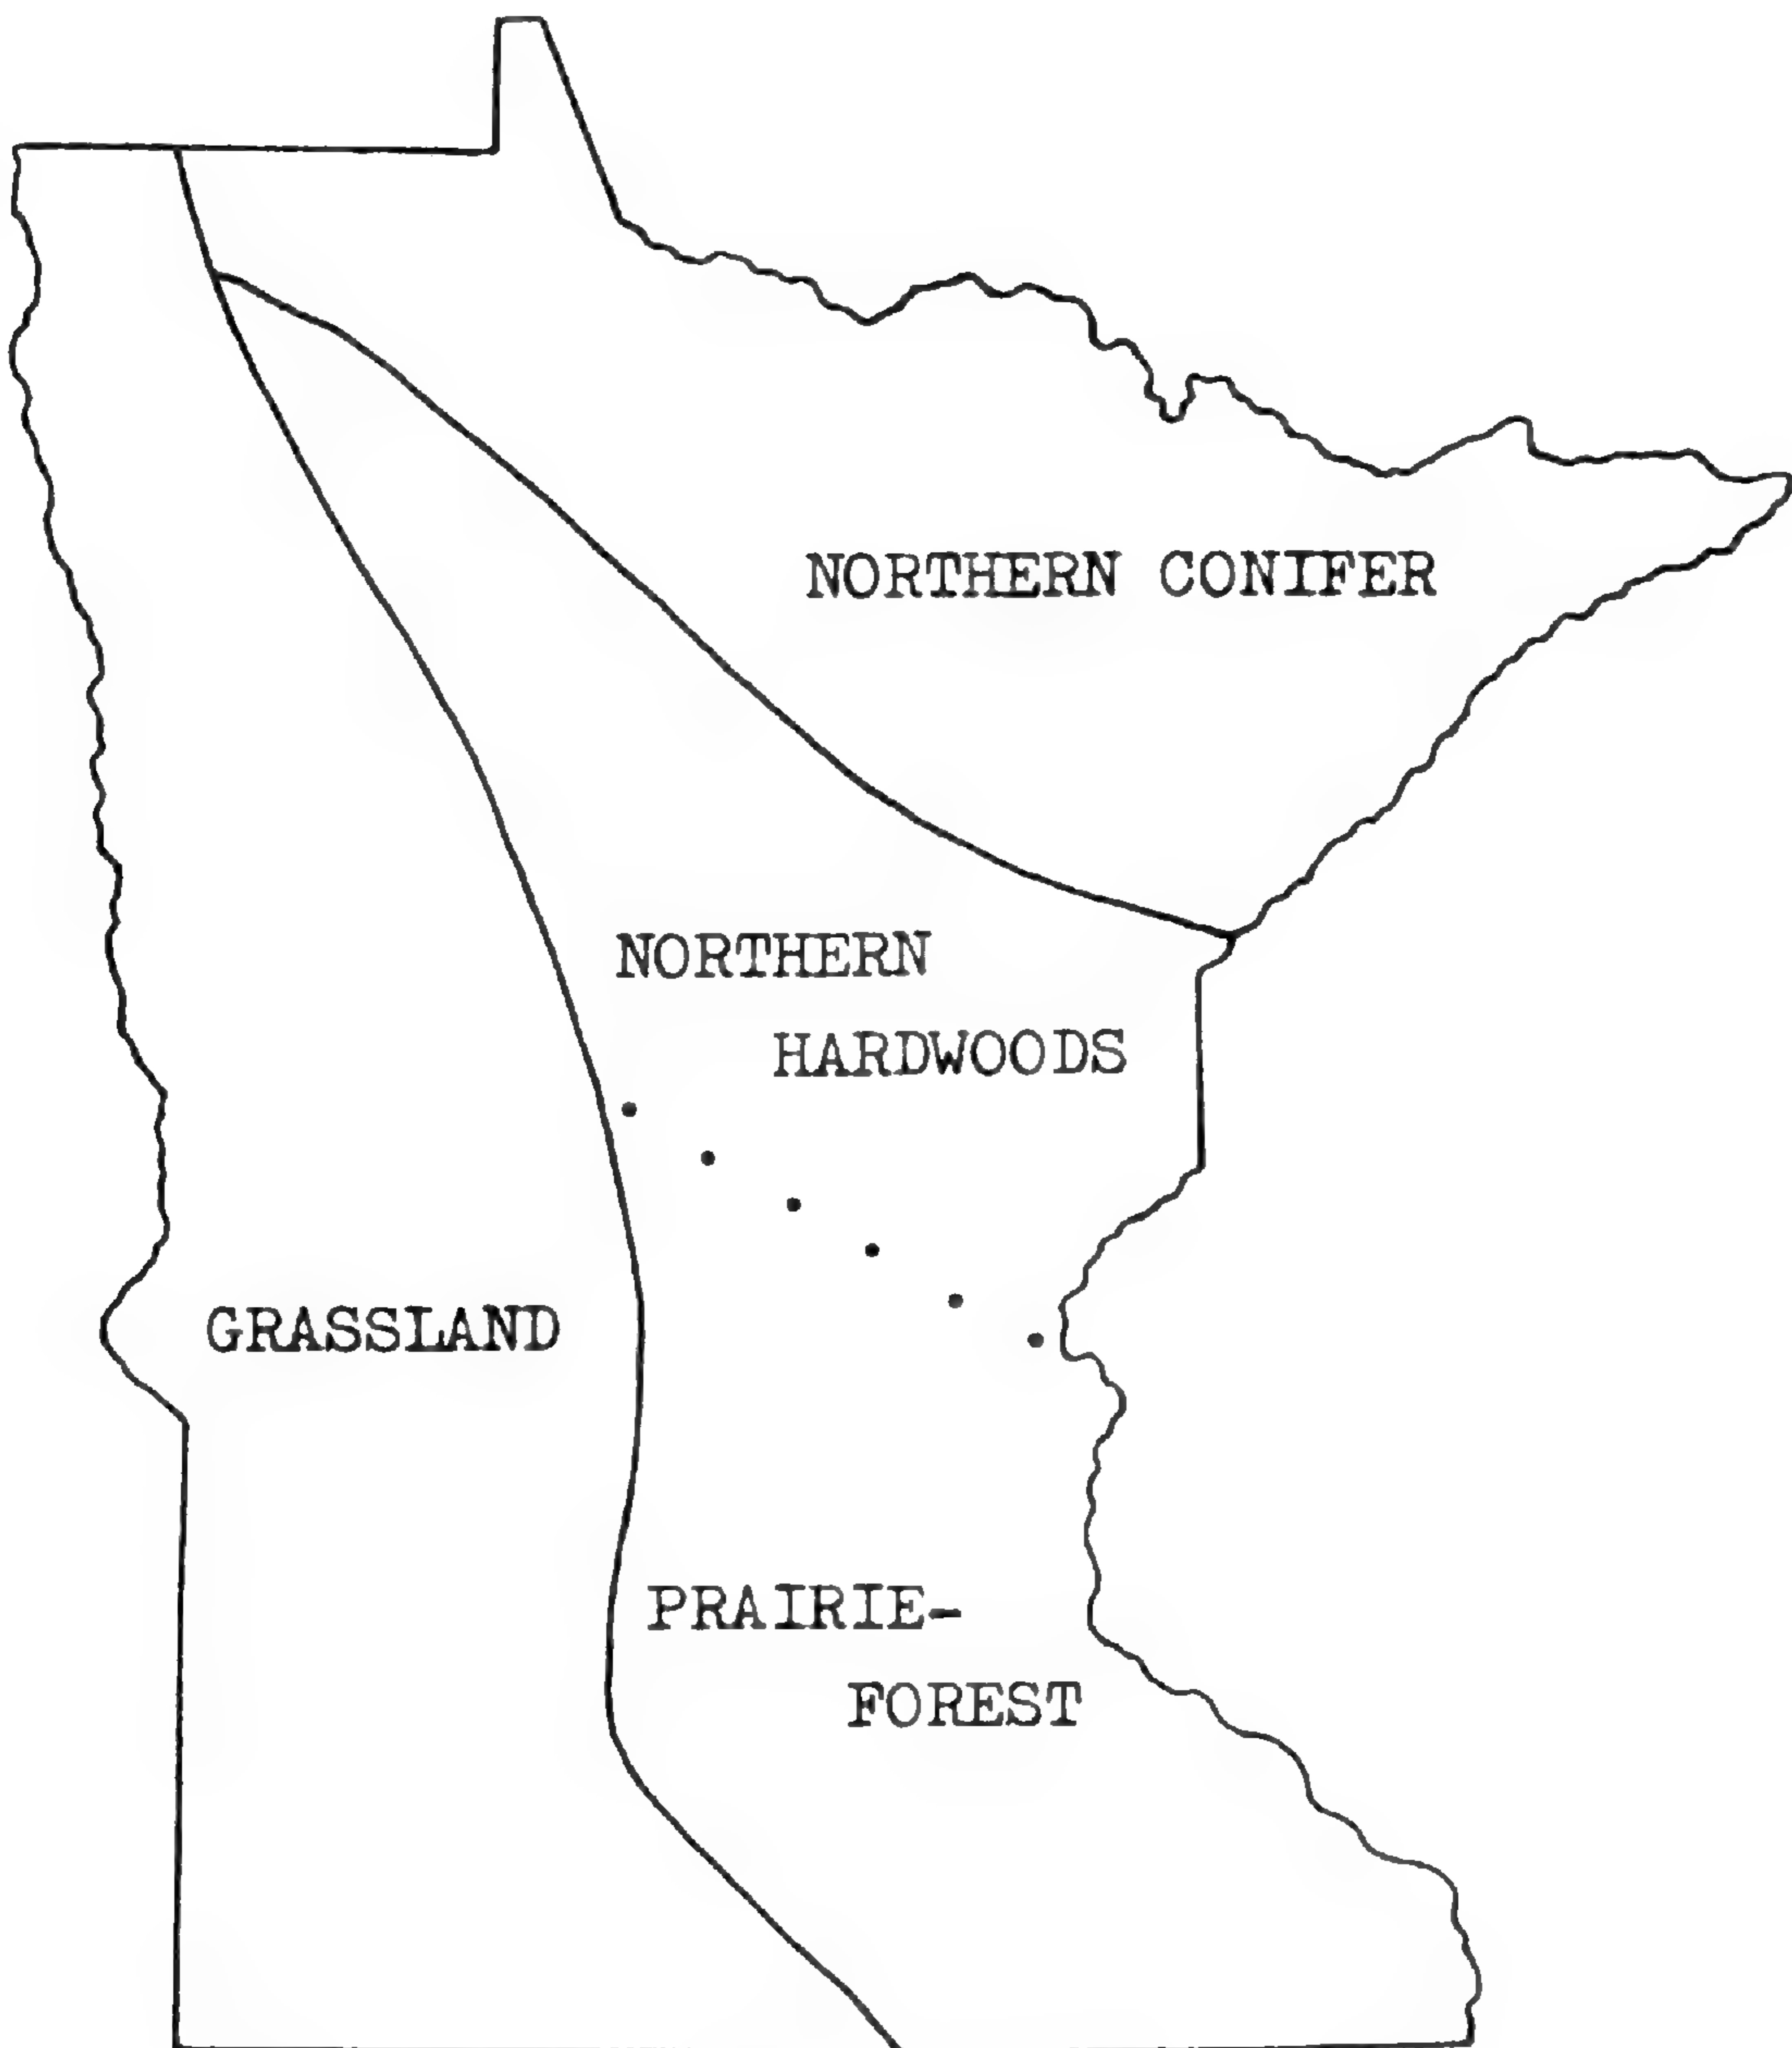 NORTHERN CONIFER
NORTHERN
HARDWOODS
GRASSLAND
PRAIRIE-
FOREST